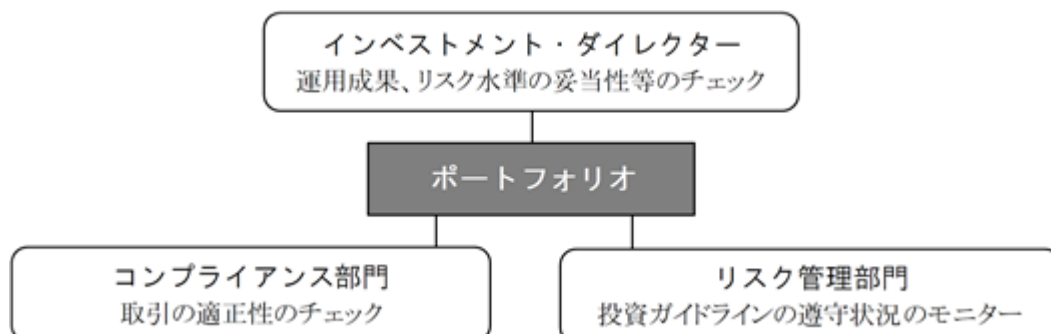 インベストメント・ダイレクター
運用成果、リスク水準の妥当性等のチェック
ポートフォリオ
コンプライアンス部門
取引の適正性のチェック
リスク管理部門
投資ガイドラインの遵守状況のモニター